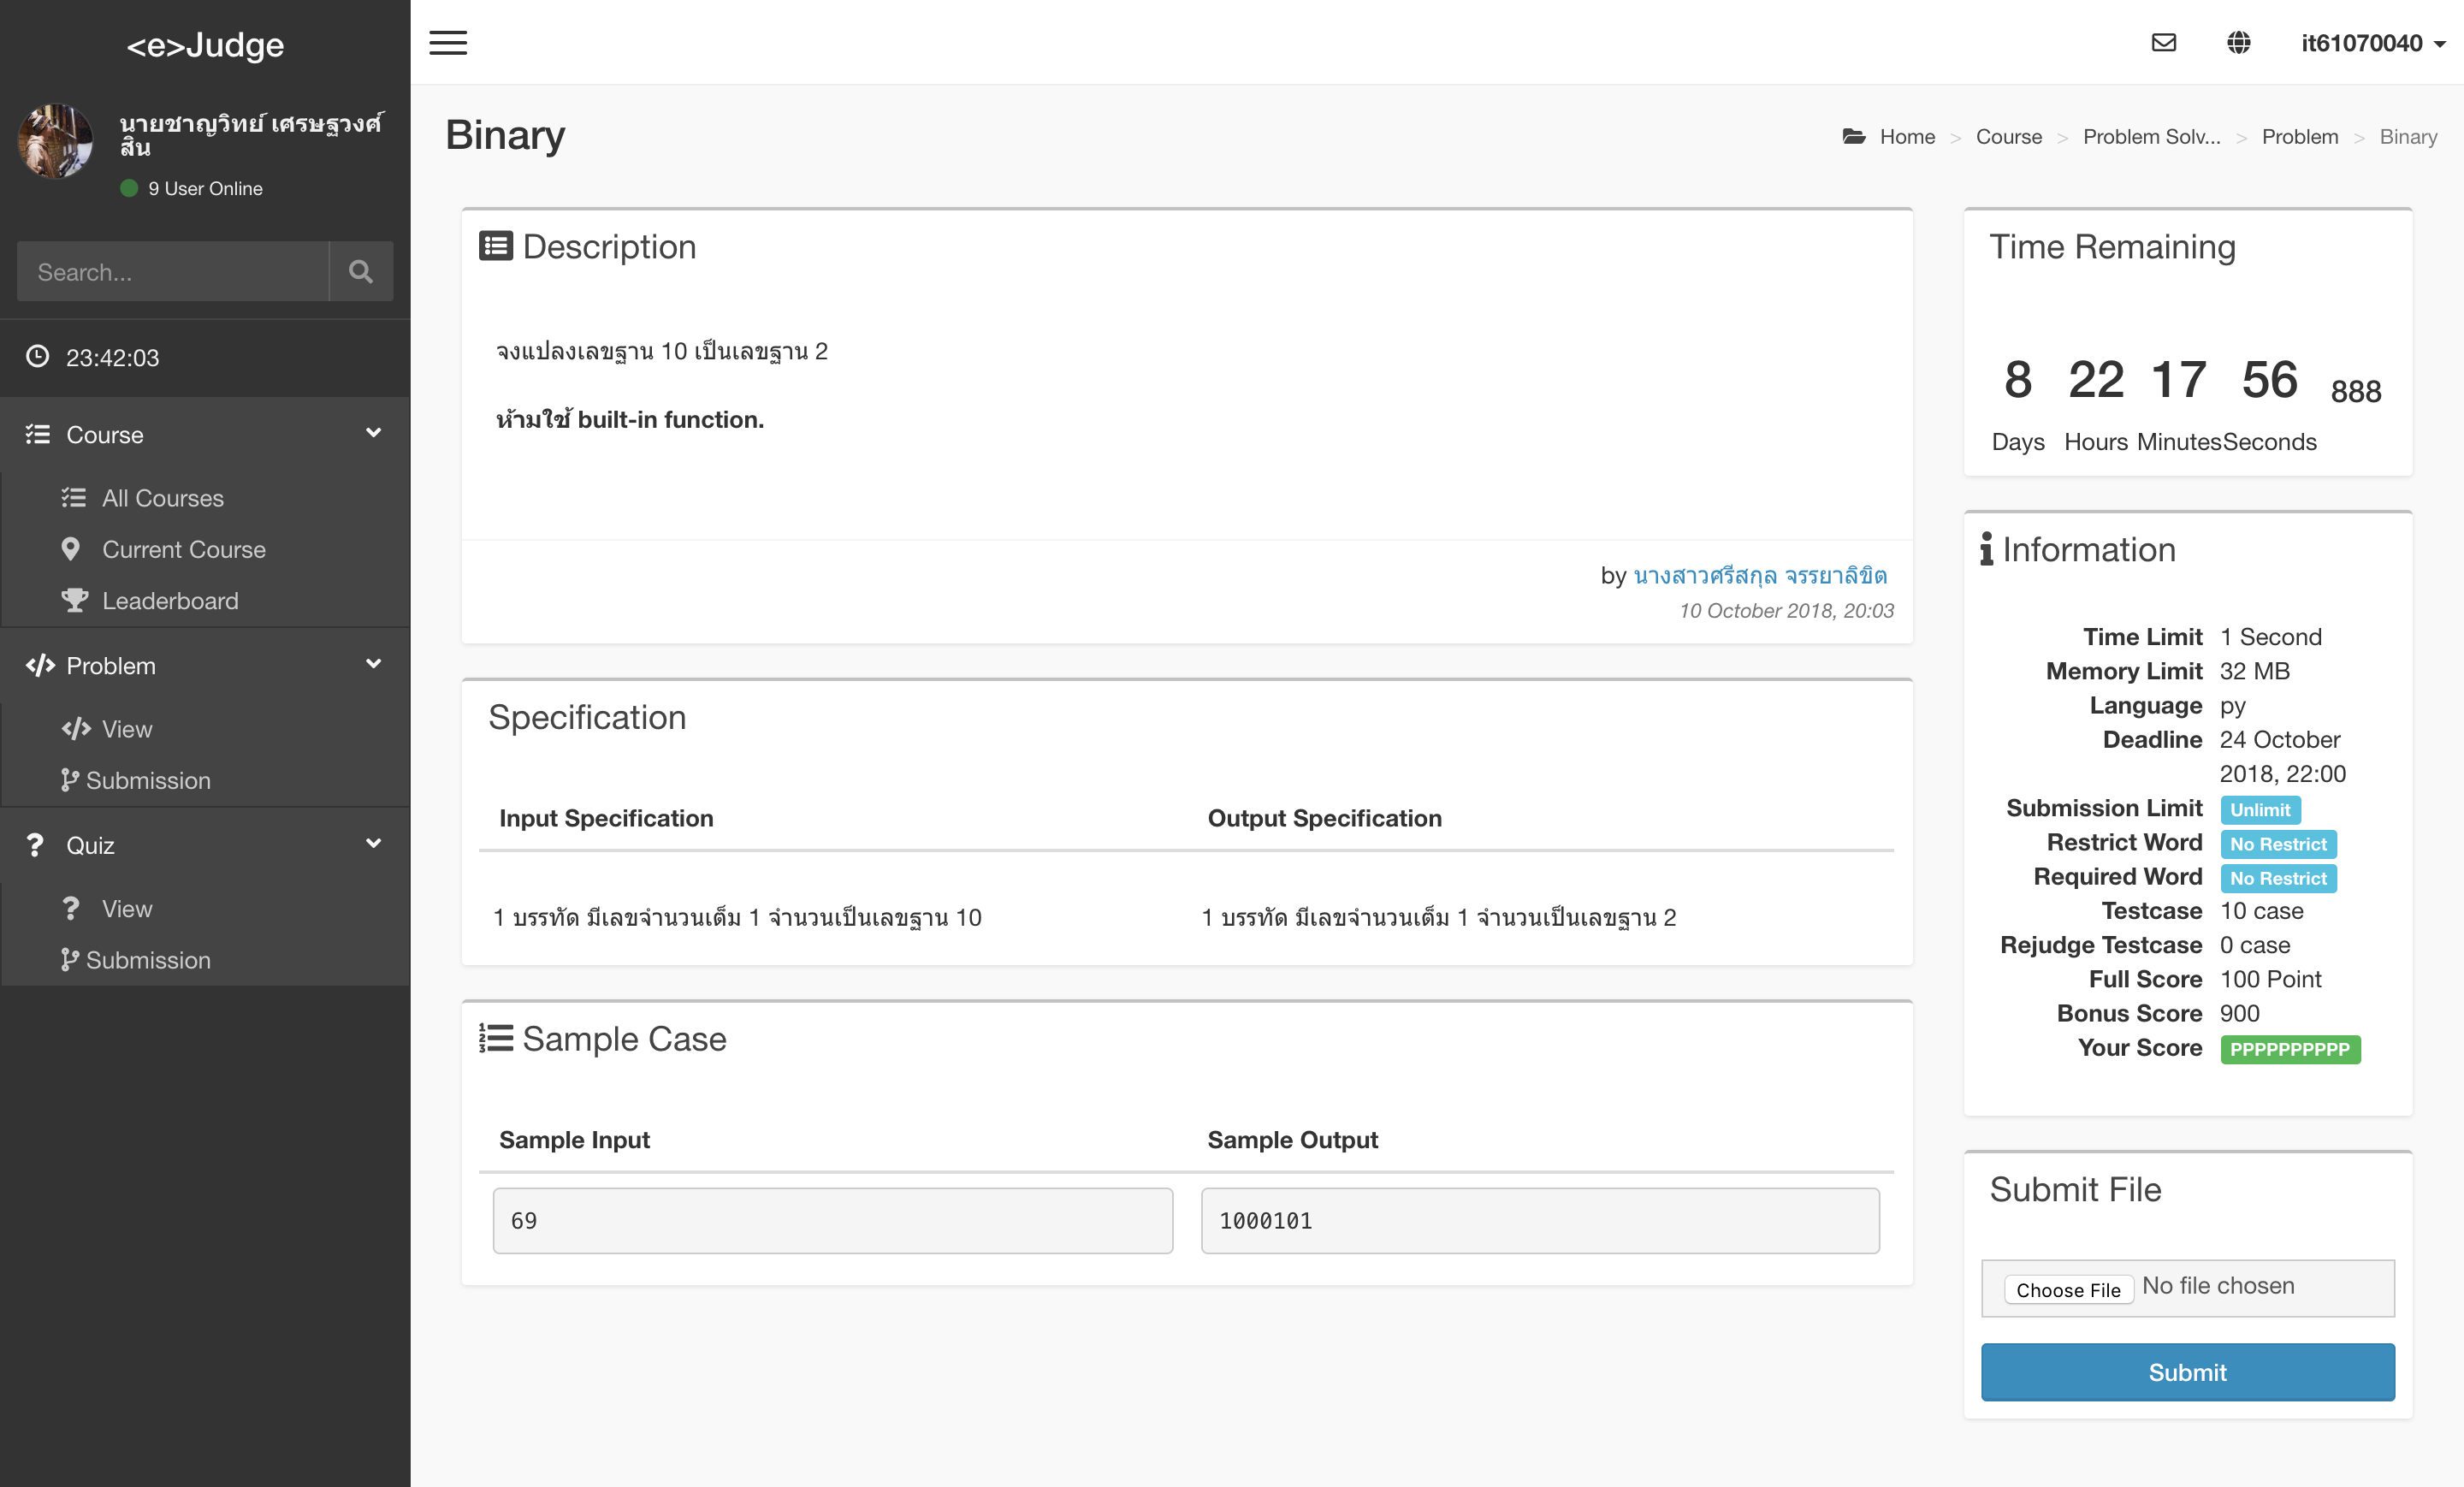 <e>Judge
นายชาญวิทย์ เศรษฐวงศ์
สิน
9 User Online
Search...
23:42:03
Course
All Courses
Current Course
Leaderboard
Problem
View
Submission
Quiz
View
Submission
it61070040
Binary
Home > Course > Problem Solv... > Problem > Binary
Description
จงแปลงเลขฐาน 10 เป็นเลขฐาน 2
ห้ามใช้ built-in function.
by นางสาวศรีสกุล จรรยาลิขิต
10 October 2018, 20:03
Specification
Input Specification Output Specification
1 บรรทัด มีเลขจำนวนเต็ม 1 จำนวนเป็นเลขฐาน 10 1 บรรทัด มีเลขจำนวนเต็ม 1 จำนวนเป็นเลขฐาน 2
Sample Case
Sample Input Sample Output
69 1000101
Time Remaining
8 22 17 56 888
Days Hours Minutes Seconds
Information
Time Limit 1 Second
Memory Limit 32 MB
Language py
Deadline 24 October
2018, 22:00
Submission Limit Unlimit
Restrict Word No Restrict
Required Word No Restrict
Testcase 10 case
Rejudge Testcase 0 case
Full Score 100 Point
Bonus Score 900
Your Score PPPPPPPPPP
Submit File
Choose File No file chosen
Submit